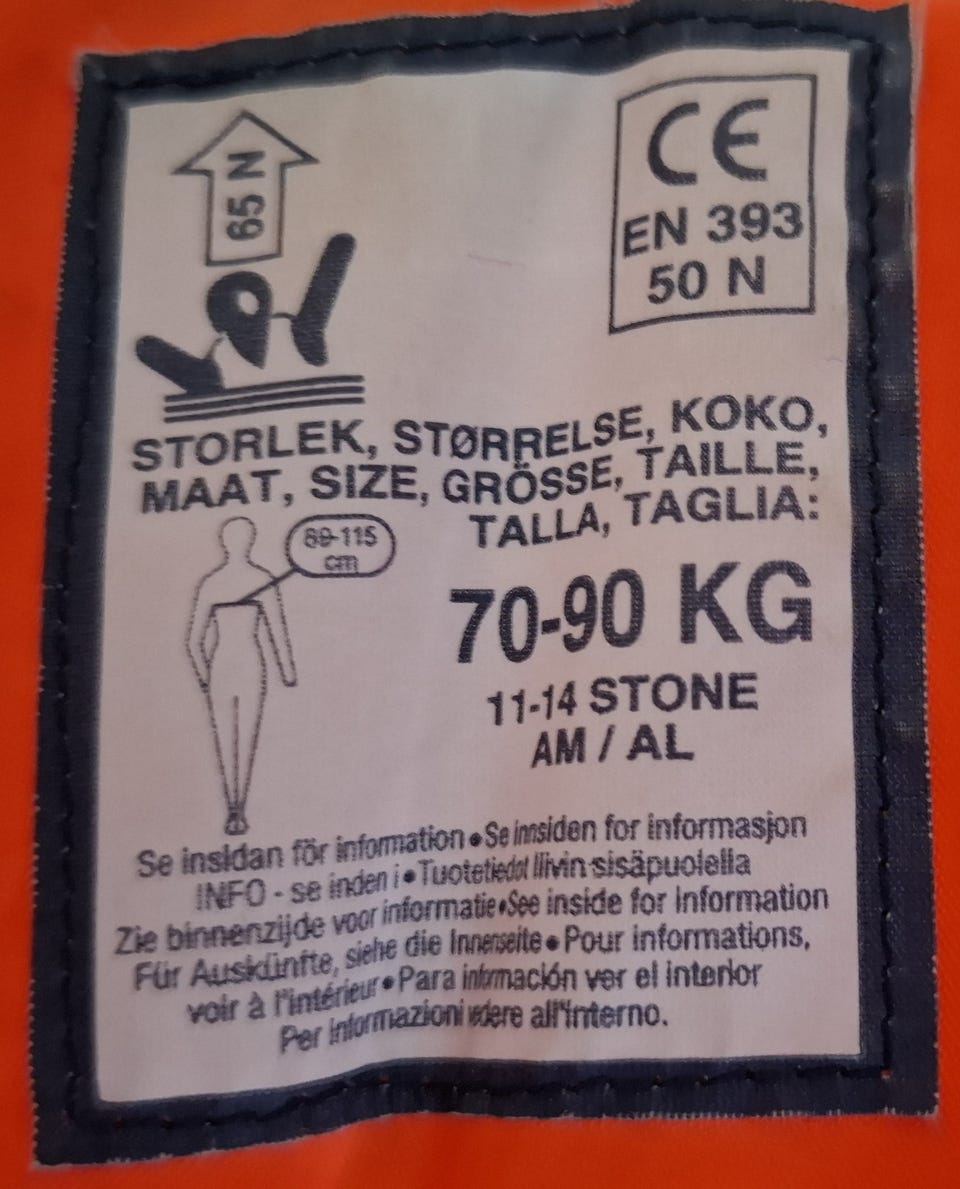 65 N
CE
EN 393
50 N
STORLEK, STØRRELSE, KOKO,
MAAT, SIZE, GRÖSSE, TAILLE,
TALLA, TAGLIA:
-115
cm
70-90 KG
11-14 STONE
AM / AL
Se insidan för information • Se innsiden for informasjon
INFO - se inden i • Tuotetiedot liivin sisäpuolella
Zie binnenzijde voor informatie • See inside for information
Für Auskünfte, siehe die Innenseite • Pour informations,
voir à l'intérieur • Para información ver el interior
Per informazioni vedere all'interno.